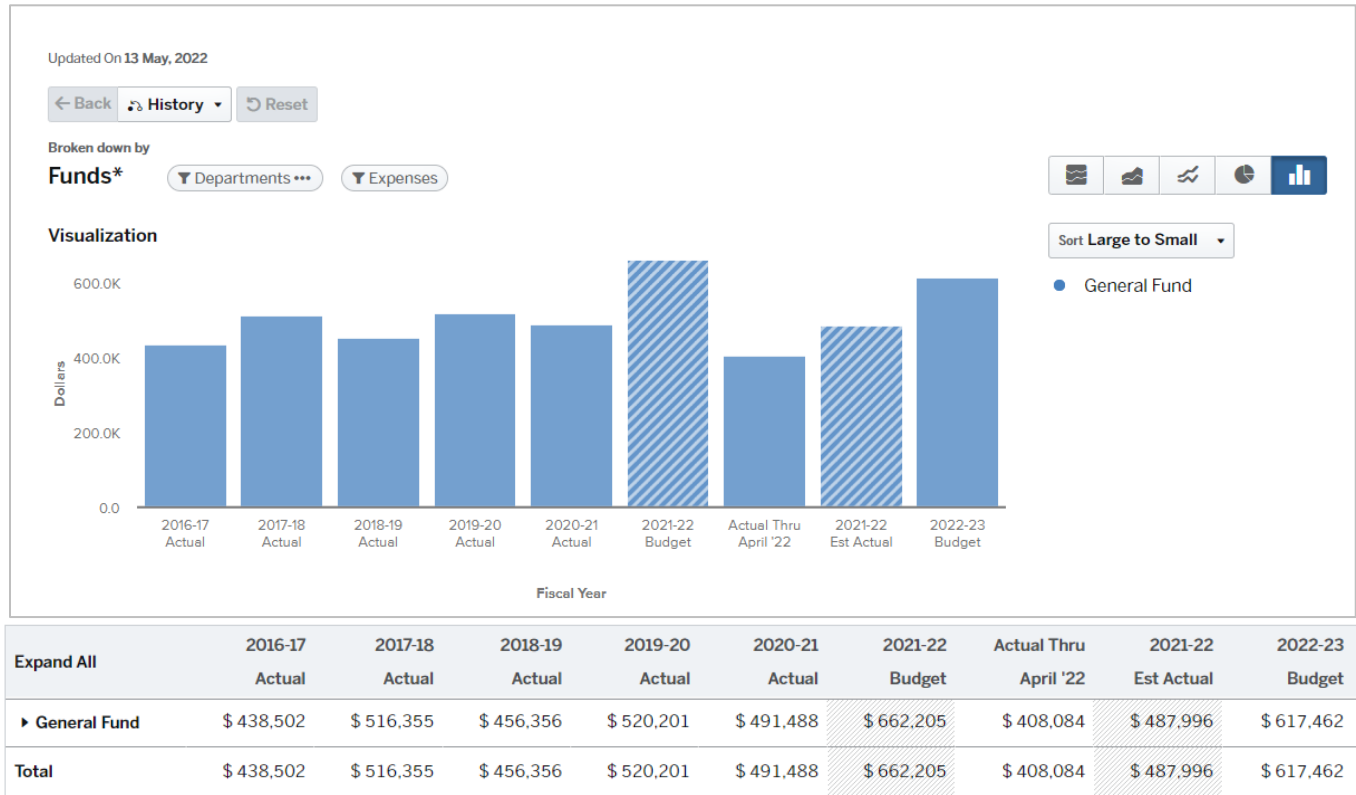 Updated On 13 May, 2022
← Back History ▾ Reset
Broken down by
Funds* Departments ••• Expenses
Visualization
Sort Large to Small ▾
General Fund
Dollars
600.0K
400.0K
200.0K
0.0
2016-17 Actual
2017-18 Actual
2018-19 Actual
2019-20 Actual
2020-21 Actual
2021-22 Budget
Actual Thru April '22
2021-22 Est Actual
2022-23 Budget
Fiscal Year
Expand All 2016-17 Actual 2017-18 Actual 2018-19 Actual 2019-20 Actual 2020-21 Actual 2021-22 Budget Actual Thru April '22 2021-22 Est Actual 2022-23 Budget
▸ General Fund $ 438,502 $ 516,355 $ 456,356 $ 520,201 $ 491,488 $ 662,205 $ 408,084 $ 487,996 $ 617,462
Total $ 438,502 $ 516,355 $ 456,356 $ 520,201 $ 491,488 $ 662,205 $ 408,084 $ 487,996 $ 617,462